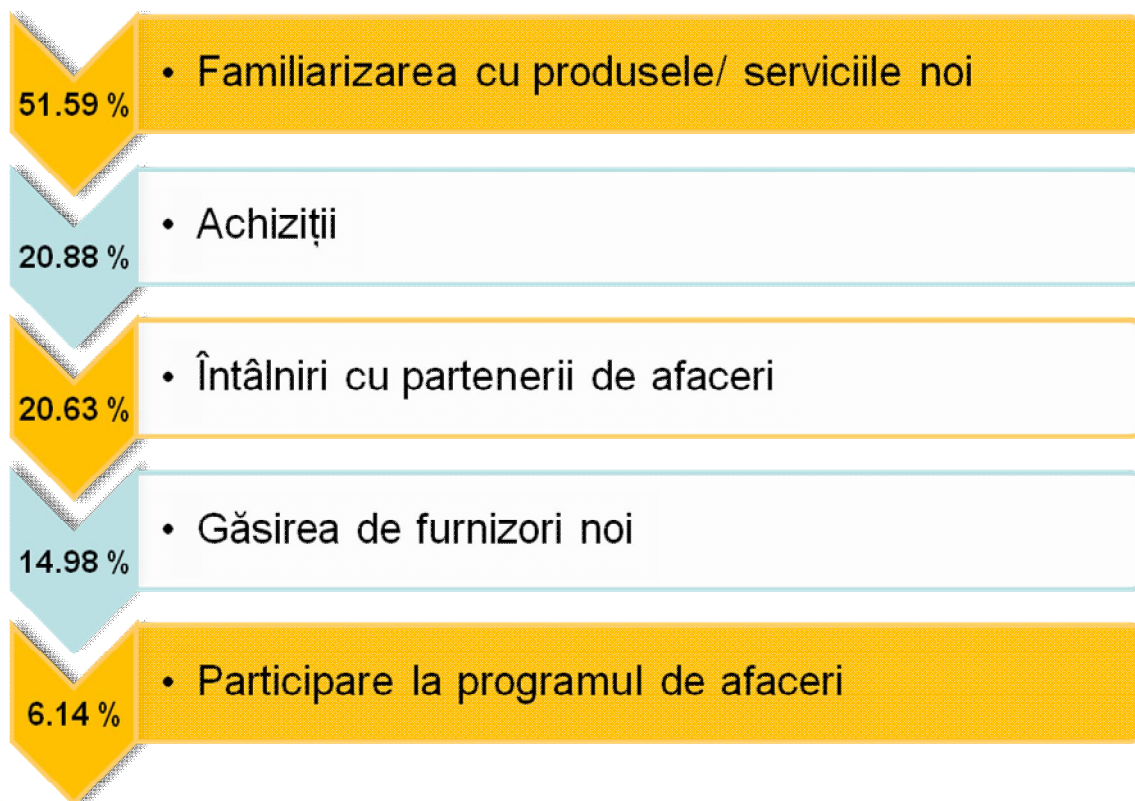 51.59 %
• Familiarizarea cu produsele/ serviciile noi
20.88 %
• Achiziții
20.63 %
• Întâlniri cu partenerii de afaceri
14.98 %
• Găsirea de furnizori noi
6.14 %
• Participare la programul de afaceri